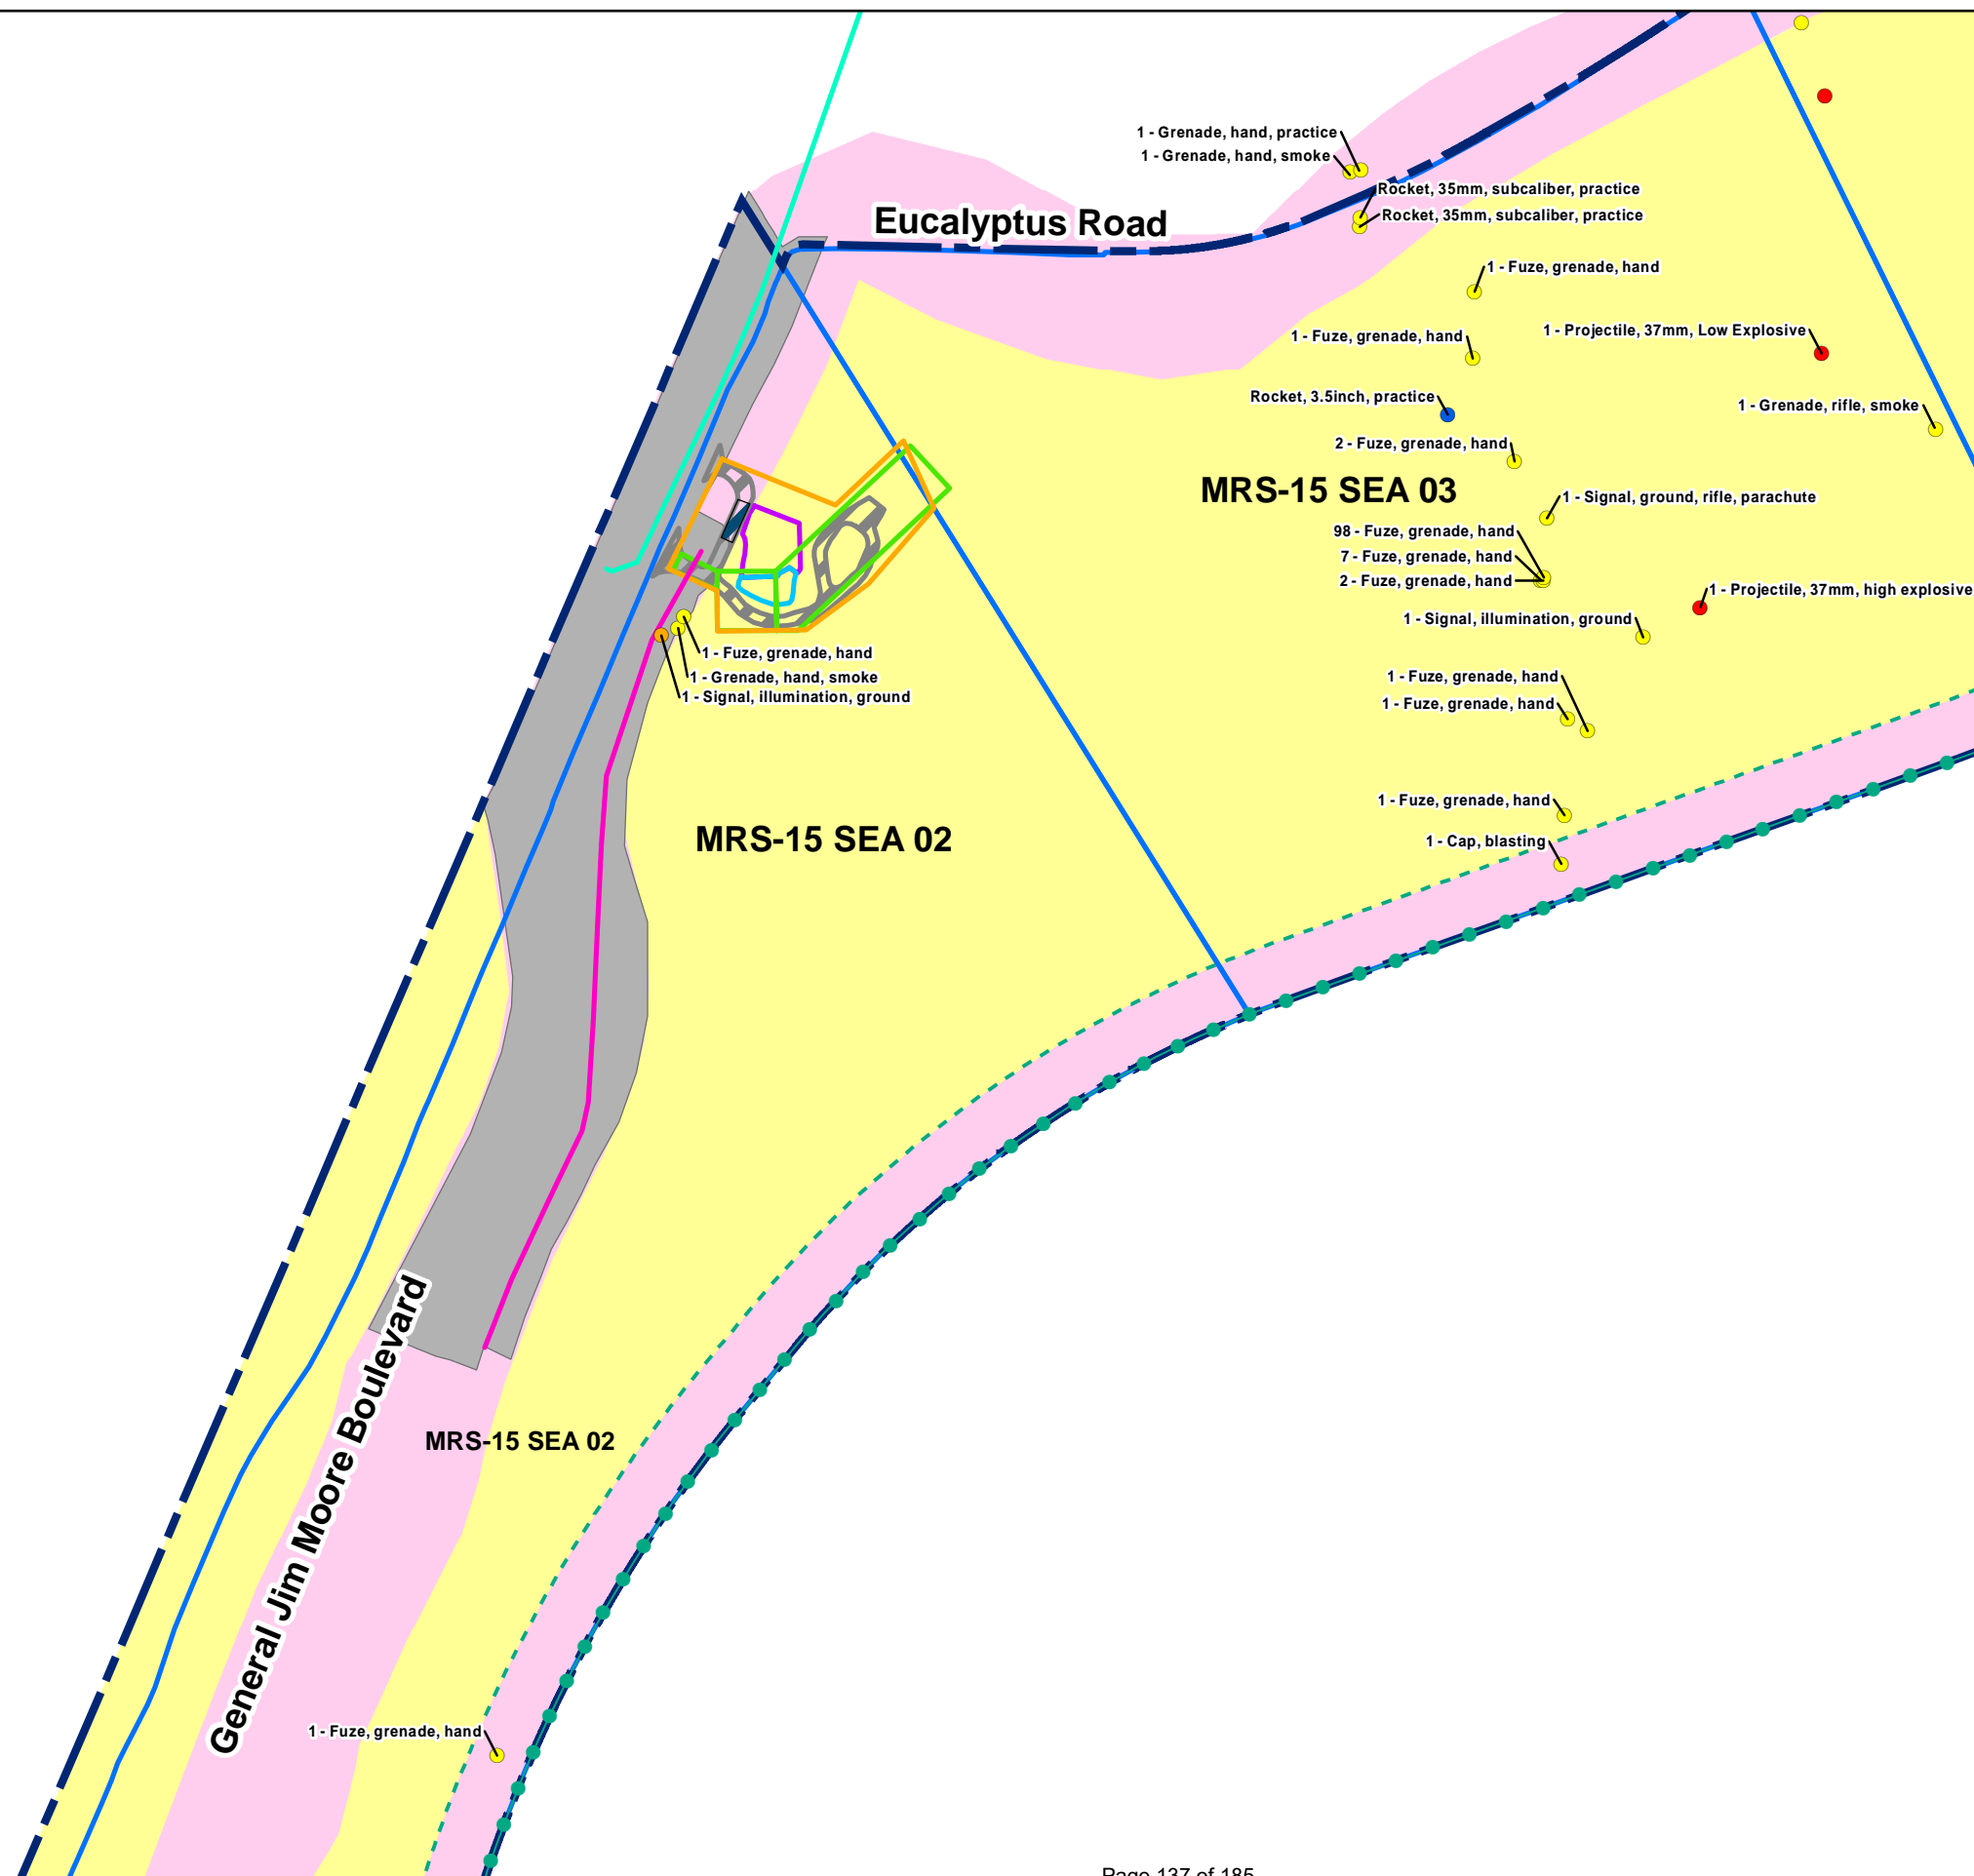 1 - Grenade, hand, practice
1 - Grenade, hand, smoke
Rocket, 35mm, subcaliber, practice
Rocket, 35mm, subcaliber, practice
Eucalyptus Road
1 - Fuze, grenade, hand
1 - Projectile, 37mm, Low Explosive
1 - Fuze, grenade, hand
Rocket, 3.5inch, practice
1 - Grenade, rifle, smoke
2 - Fuze, grenade, hand
MRS-15 SEA 03
1 - Signal, ground, rifle, parachute
98 - Fuze, grenade, hand
7 - Fuze, grenade, hand
2 - Fuze, grenade, hand
1 - Projectile, 37mm, high explosive
1 - Signal, illumination, ground
1 - Fuze, grenade, hand
1 - Grenade, hand, smoke
1 - Signal, illumination, ground
1 - Fuze, grenade, hand
1 - Fuze, grenade, hand
1 - Fuze, grenade, hand
MRS-15 SEA 02
1 - Cap, blasting
General Jim Moore Boulevard
MRS-15 SEA 02
1 - Fuze, grenade, hand
Page 137 of 185